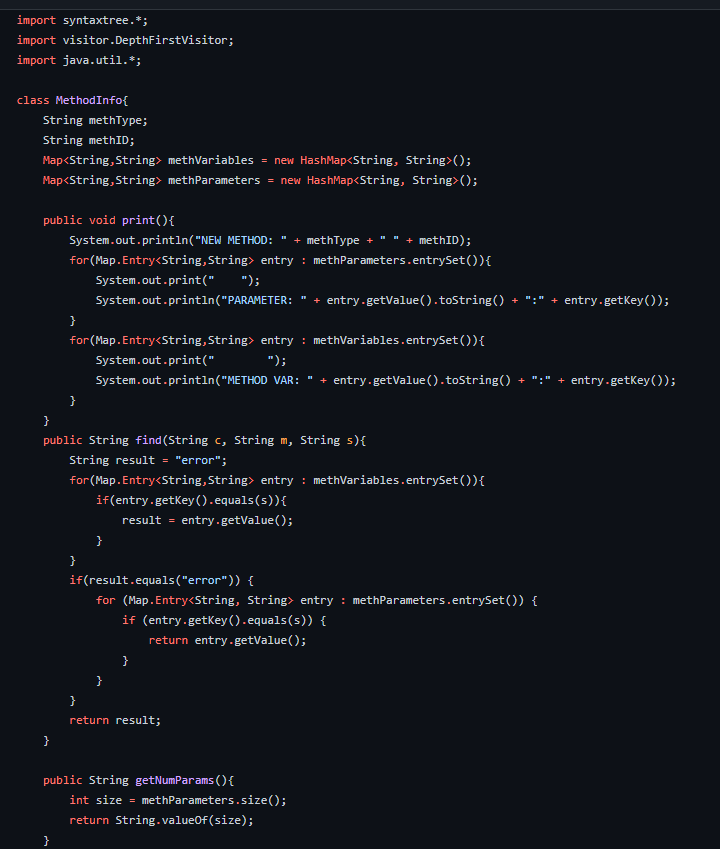 import syntaxtree.*;
import visitor.DepthFirstVisitor;
import java.util.*;

class MethodInfo{
    String methType;
    String methID;
    Map<String,String> methVariables = new HashMap<String, String>();
    Map<String,String> methParameters = new HashMap<String, String>();

    public void print(){
        System.out.println("NEW METHOD: " + methType + " " + methID);
        for(Map.Entry<String,String> entry : methParameters.entrySet()){
            System.out.print("    ");
            System.out.println("PARAMETER: " + entry.getValue().toString() + ":" + entry.getKey());
        }
        for(Map.Entry<String,String> entry : methVariables.entrySet()){
            System.out.print("        ");
            System.out.println("METHOD VAR: " + entry.getValue().toString() + ":" + entry.getKey());
        }
    }
    public String find(String c, String m, String s){
        String result = "error";
        for(Map.Entry<String,String> entry : methVariables.entrySet()){
            if(entry.getKey().equals(s)){
                result = entry.getValue();
            }
        }
        if(result.equals("error")) {
            for (Map.Entry<String, String> entry : methParameters.entrySet()) {
                if (entry.getKey().equals(s)) {
                    return entry.getValue();
                }
            }
        }
        return result;
    }

    public String getNumParams(){
        int size = methParameters.size();
        return String.valueOf(size);
    }